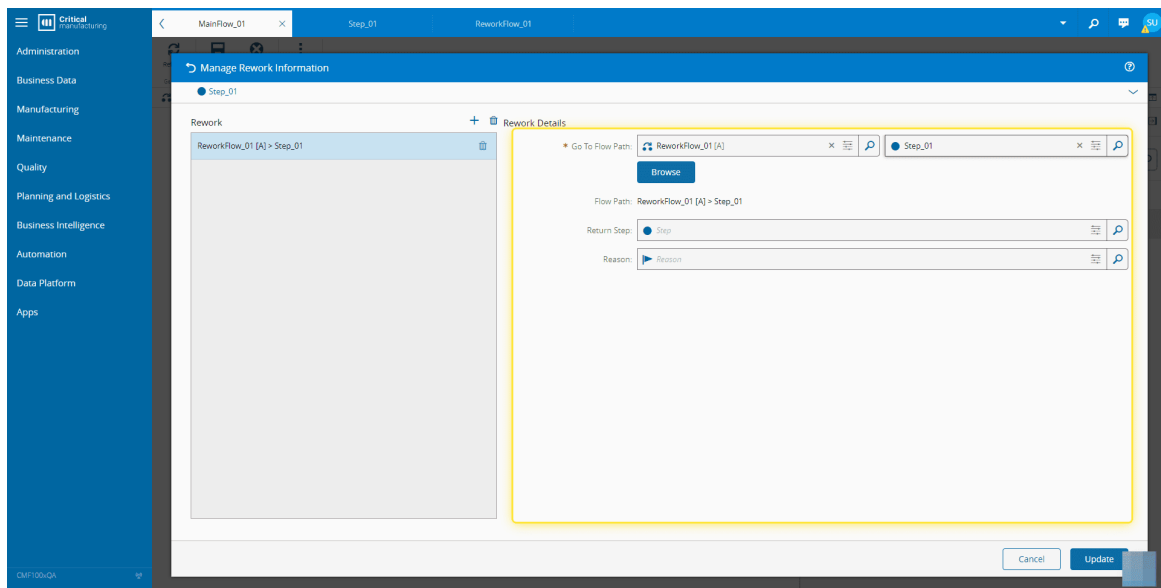 Critical manufacturing
MainFlow_01
Step_01
ReworkFlow_01
SU
Administration
Business Data
Manufacturing
Maintenance
Quality
Planning and Logistics
Business Intelligence
Automation
Data Platform
Apps
CMF100vQA
Manage Rework Information
Step_01
Rework
ReworkFlow_01 [A] > Step_01
Rework Details
* Go To Flow Path: ReworkFlow_01 [A] Step_01
Browse
Flow Path: ReworkFlow_01 [A] > Step_01
Return Step: Step
Reason: Reason
Cancel
Update